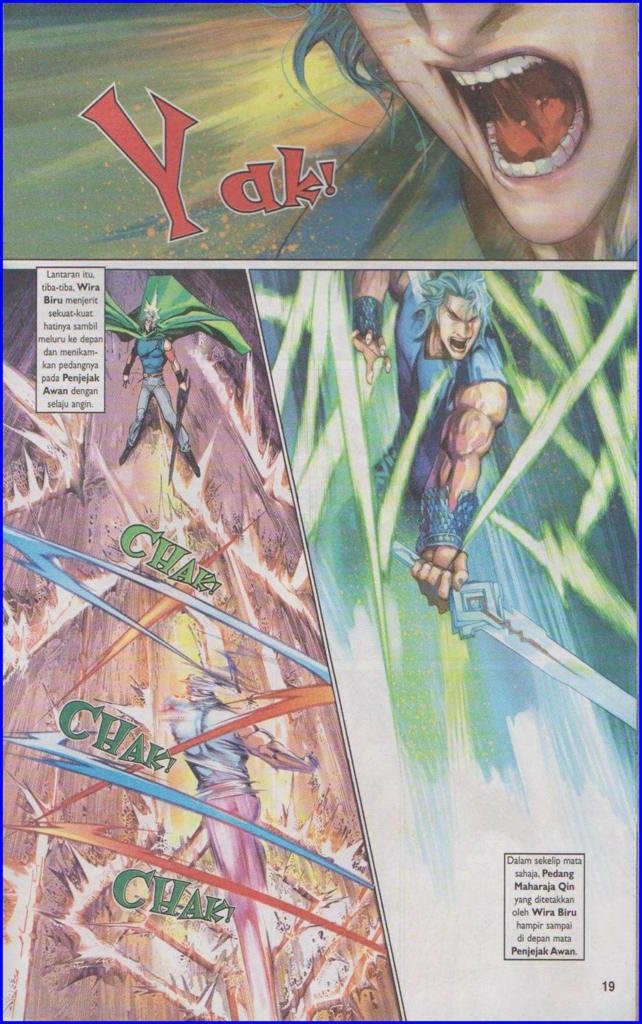 Yak!
Lantaran itu,
tiba-tiba, Wira
Biru menjerit
sekuat-kuat
hatinya sambil
meluru ke depan
dan menikam-
kan pedangnya
pada Penjejak
Awan dengan
selaju angin.
CHAK!
CHAK!
CHAK!
Dalam sekelip mata
sahaja, Pedang
Maharaja Qin
yang ditetakkan
oleh Wira Biru
hampir sampai
di depan mata
Penjejak Awan.
19